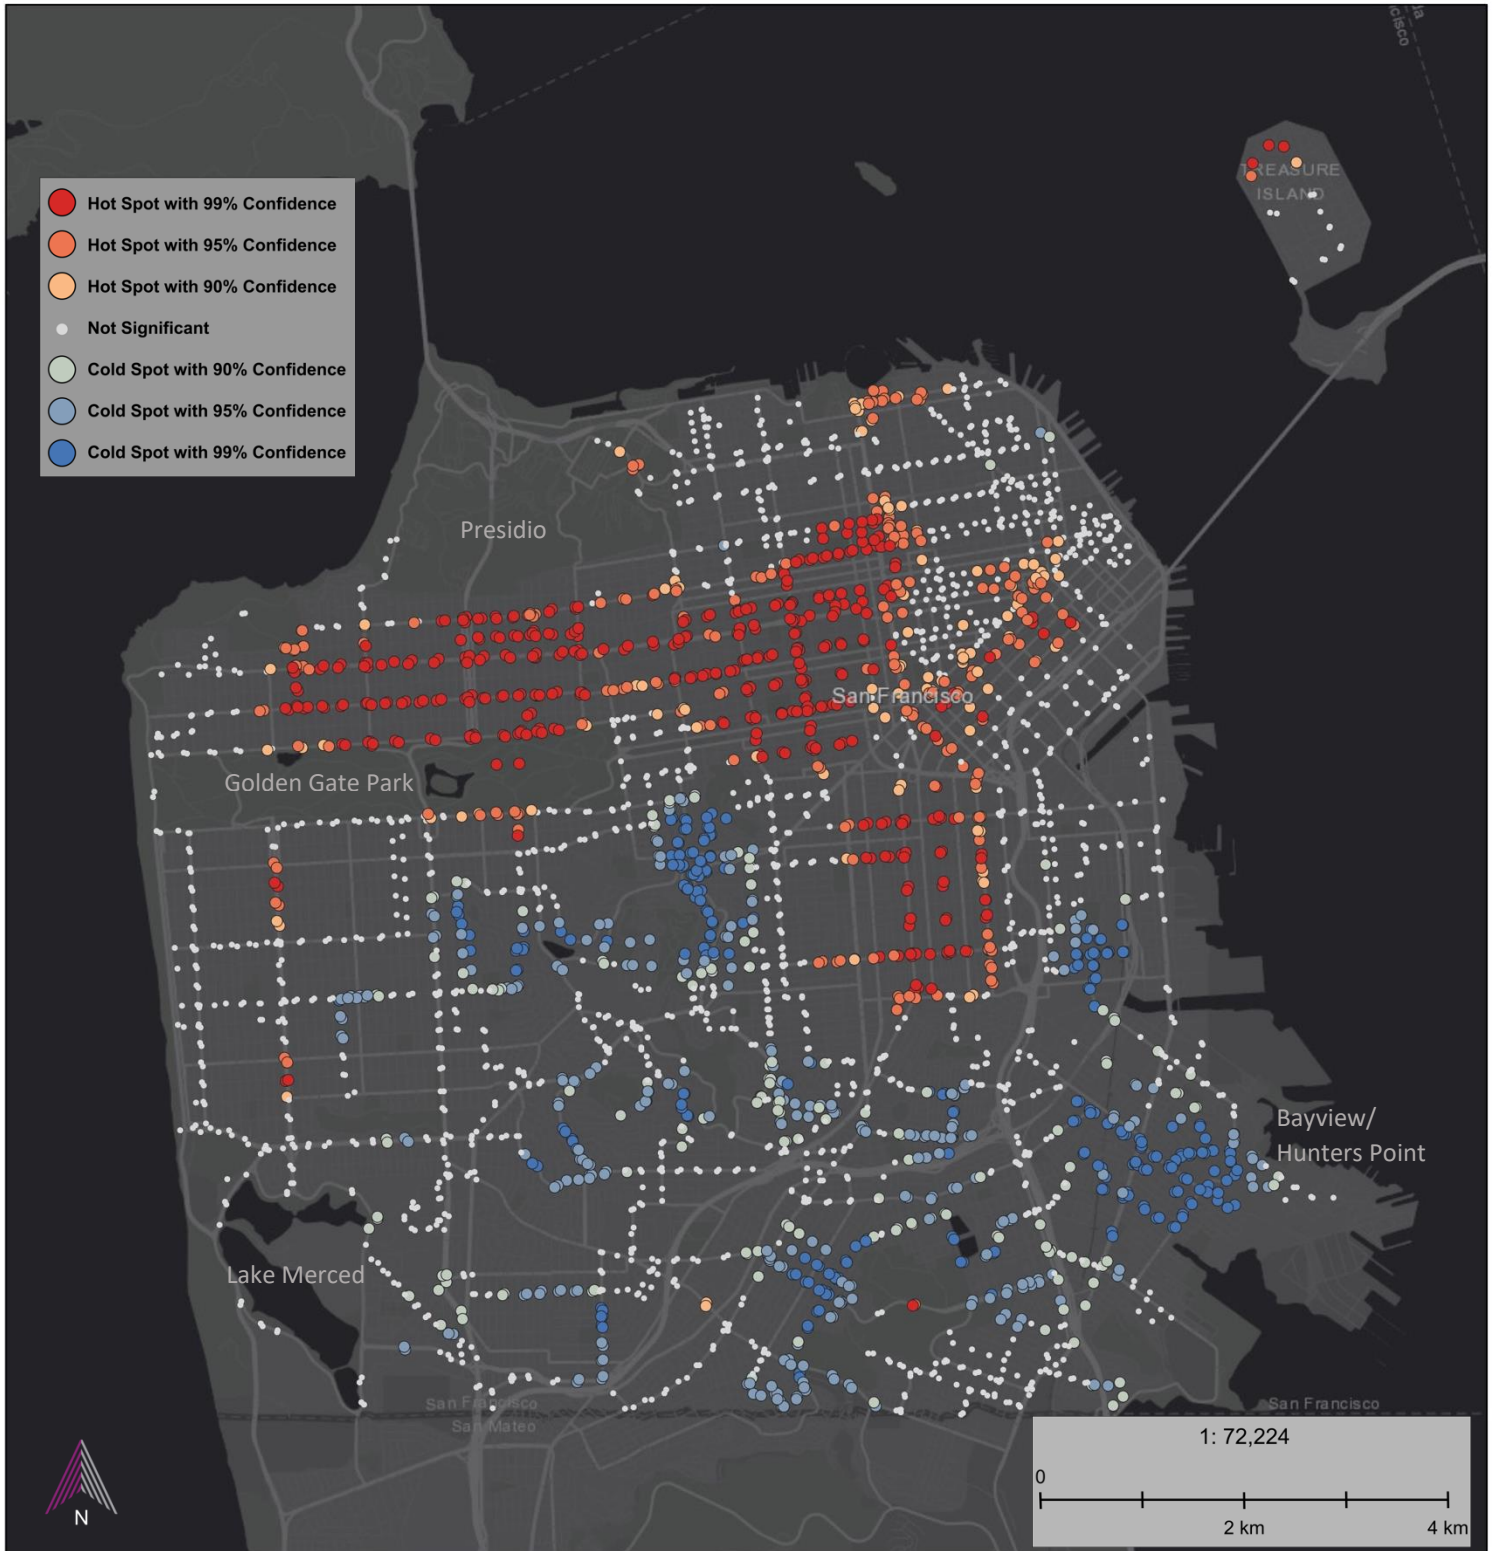 da
cisco
Hot Spot with 99% Confidence
Hot Spot with 95% Confidence
Hot Spot with 90% Confidence
Not Significant
Cold Spot with 90% Confidence
Cold Spot with 95% Confidence
Cold Spot with 99% Confidence
TREASURE
ISLAND
Presidio
San Francisco
Golden Gate Park
Bayview/
Hunters Point
Lake Merced
San Francisco
San Mateo
San Francisco
1: 72,224
0
2 km
4 km
N